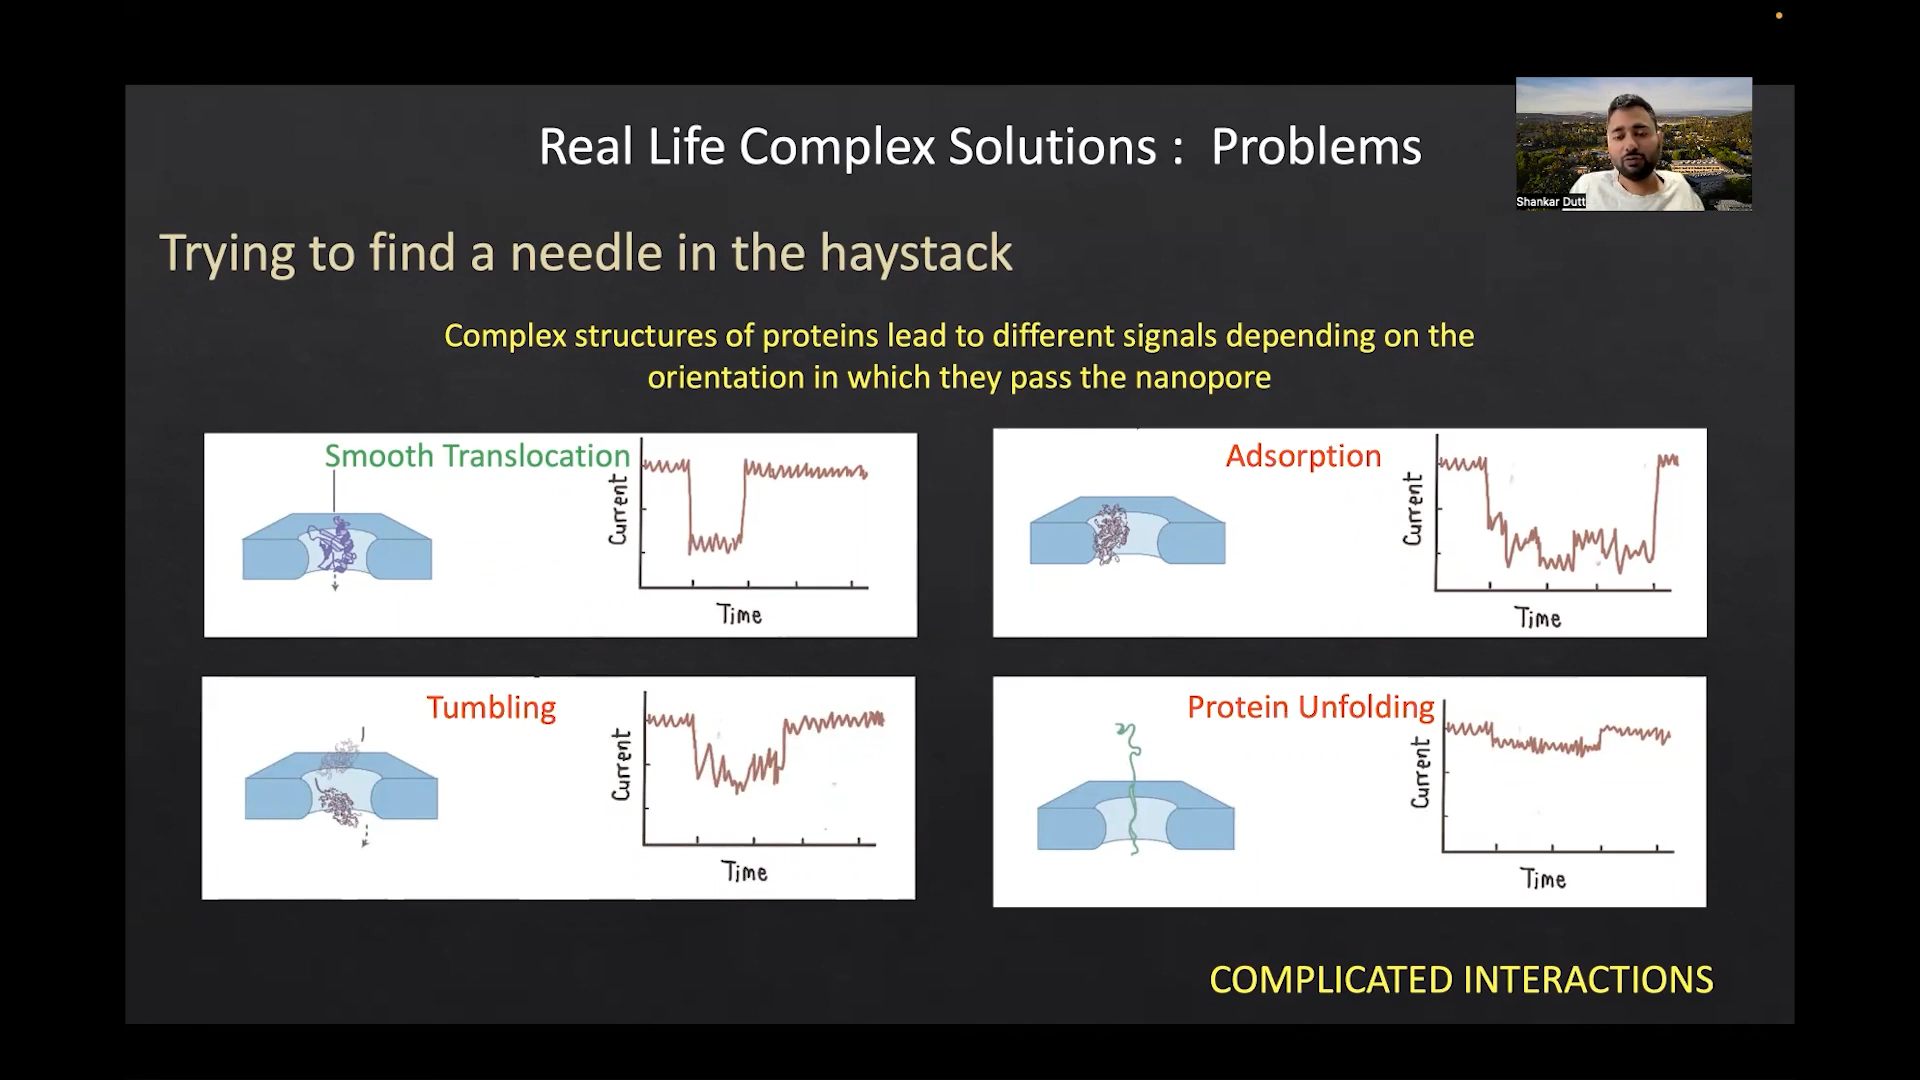 Real Life Complex Solutions :  Problems
Shankar Dutt
Trying to find a needle in the haystack
Complex structures of proteins lead to different signals depending on the
orientation in which they pass the nanopore
Smooth Translocation
Current
Time
Adsorption
Current
Time
Tumbling
Current
Time
Protein Unfolding
Current
Time
COMPLICATED INTERACTIONS